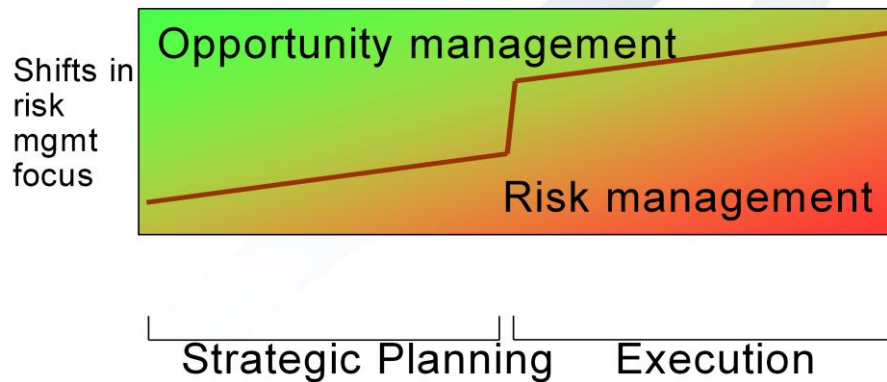 Opportunity management
Shifts in
risk
mgmt
focus
Risk management
Strategic Planning
Execution